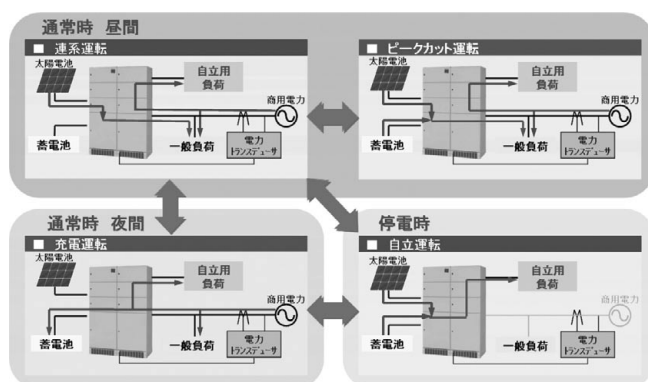 通常時 昼間
■ 連系運転
太陽電池
自立用
負荷
商用電力
蓄電池
一般負荷
電力
トランスデューサ
■ ピークカット運転
太陽電池
自立用
負荷
商用電力
蓄電池
一般負荷
電力
トランスデューサ
通常時 夜間
■ 充電運転
太陽電池
自立用
負荷
商用電力
蓄電池
一般負荷
電力
トランスデューサ
停電時
■ 自立運転
太陽電池
自立用
負荷
商用電力
蓄電池
一般負荷
電力
トランスデューサ